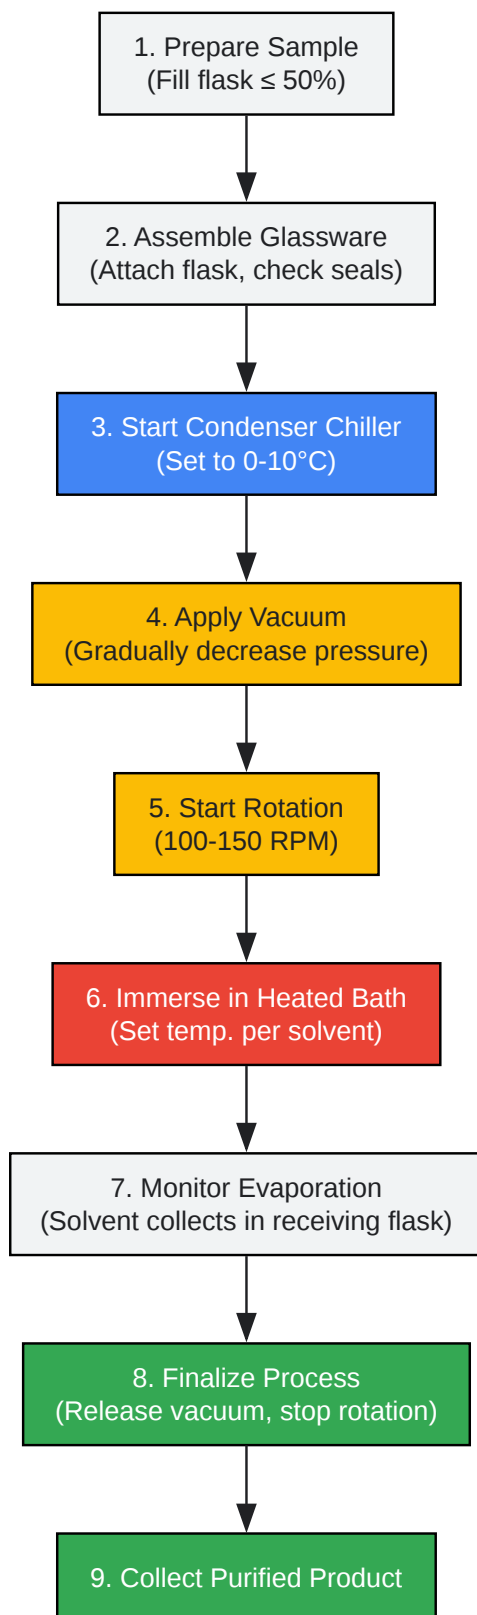 1. Prepare Sample
(Fill flask ≤ 50%)
2. Assemble Glassware
(Attach flask, check seals)
3. Start Condenser Chiller
(Set to 0-10°C)
4. Apply Vacuum
(Gradually decrease pressure)
5. Start Rotation
(100-150 RPM)
6. Immerse in Heated Bath
(Set temp. per solvent)
7. Monitor Evaporation
(Solvent collects in receiving flask)
8. Finalize Process
(Release vacuum, stop rotation)
9. Collect Purified Product